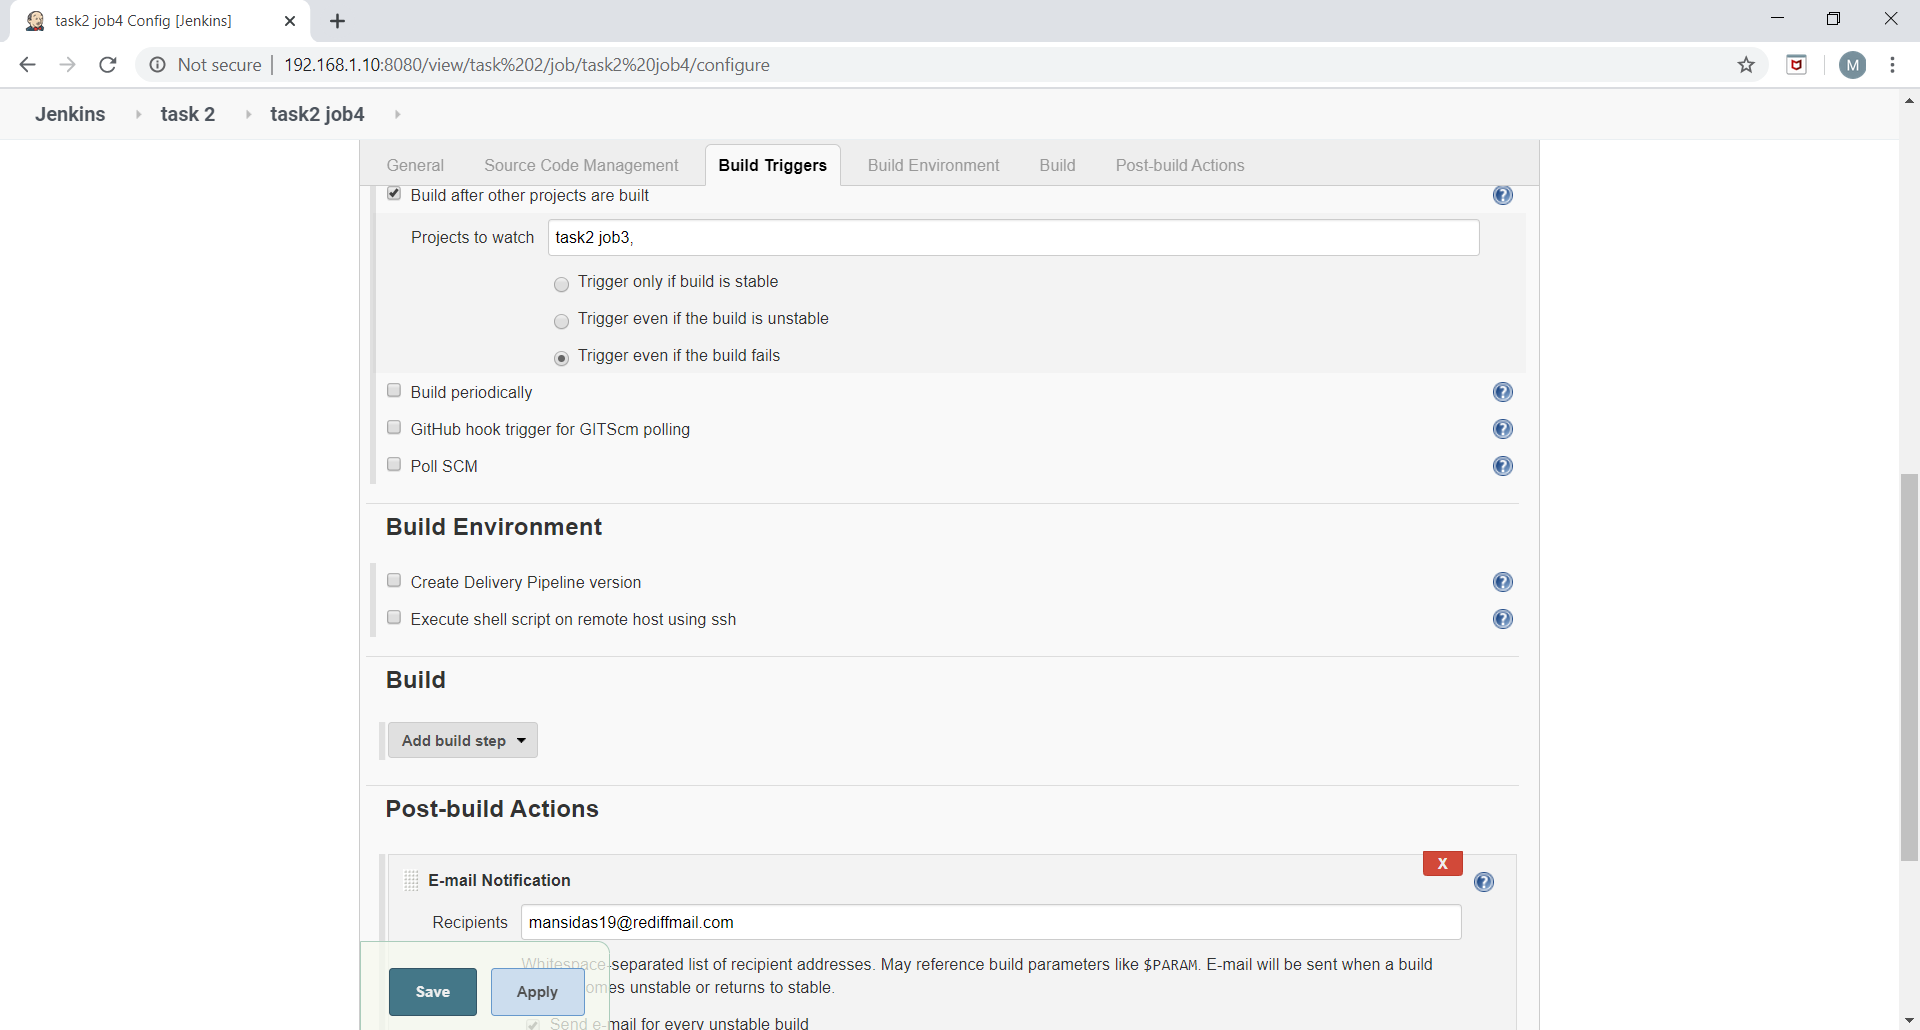 task2 job4 Config [Jenkins]
Not secure | 192.168.1.10:8080/view/task%202/job/task2%20job4/configure
M
Jenkins task 2 task2 job4
General Source Code Management Build Triggers Build Environment Build Post-build Actions
Build after other projects are built
Projects to watch task2 job3,
Trigger only if build is stable
Trigger even if the build is unstable
Trigger even if the build fails
Build periodically
GitHub hook trigger for GITScm polling
Poll SCM
Build Environment
Create Delivery Pipeline version
Execute shell script on remote host using ssh
Build
Add build step
Post-build Actions
X
E-mail Notification
Recipients mansidas19@rediffmail.com
Whitespace-separated list of recipient addresses. May reference build parameters like $PARAM. E-mail will be sent when a build
omes unstable or returns to stable.
Save Apply
Send e-mail for every unstable build